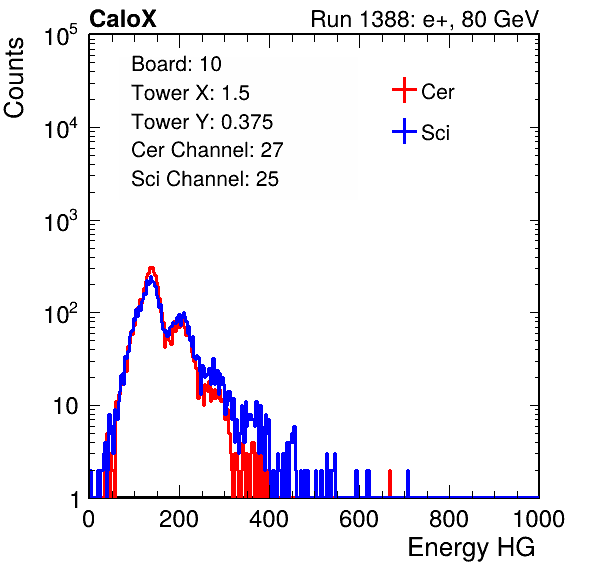 CaloX Run 1388: e+, 80 GeV
Counts
10^5
10^4
10^3
10^2
10
1
Board: 10
Tower X: 1.5
Tower Y: 0.375
Cer Channel: 27
Sci Channel: 25
Cer
Sci
0 200 400 600 800 1000
Energy HG